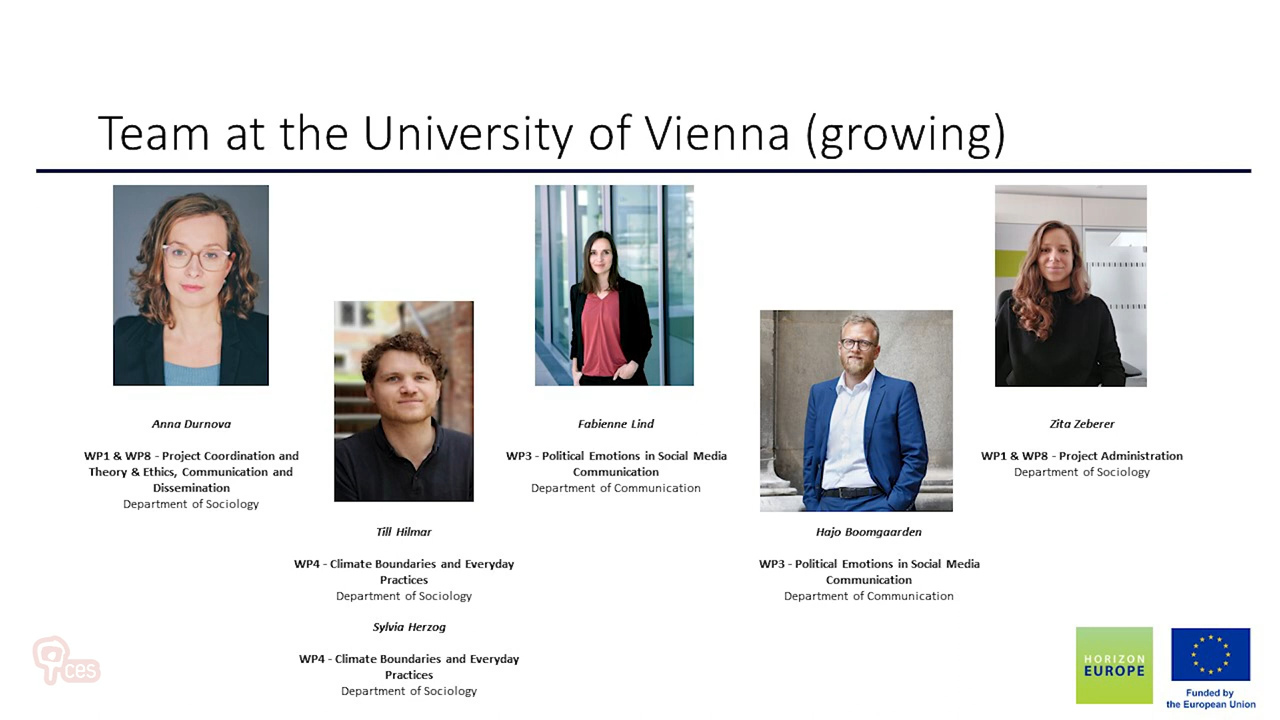 Team at the University of Vienna (growing)
Anna Durnova
WP1 & WP8 - Project Coordination and
Theory & Ethics, Communication and
Dissemination
Department of Sociology
Till Hilmar
WP4 - Climate Boundaries and Everyday
Practices
Department of Sociology
Sylvia Herzog
WP4 - Climate Boundaries and Everyday
Practices
Department of Sociology
Fabienne Lind
WP3 - Political Emotions in Social Media
Communication
Department of Communication
Hajo Boomgaarden
WP3 - Political Emotions in Social Media
Communication
Department of Communication
Zita Zeberer
WP1 & WP8 - Project Administration
Department of Sociology
ces
HORIZON
EUROPE
Funded by
the European Union